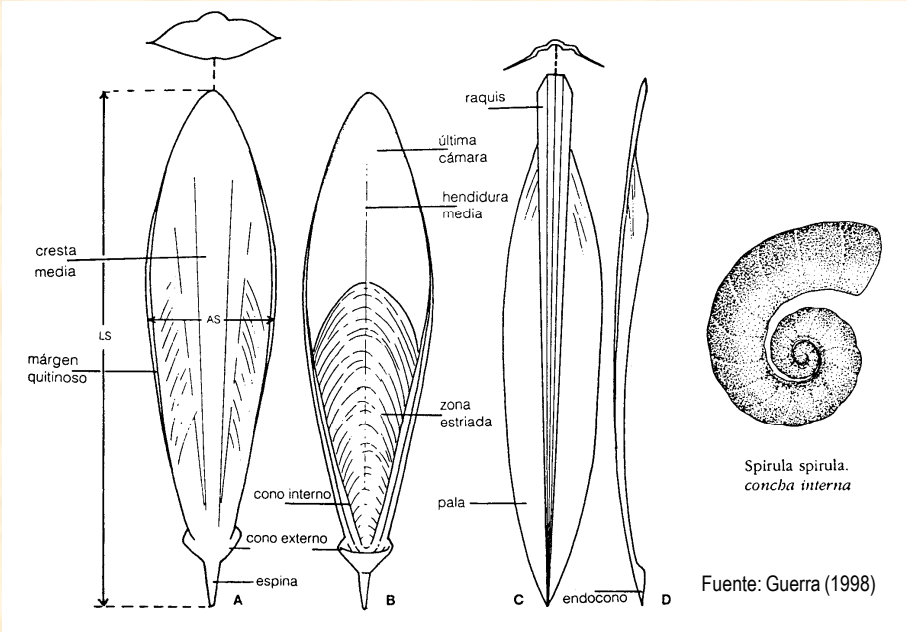 raquis
última
cámara
hendidura
media
cresta
media
AS
LS
márgen
quitinoso
zona
estriada
cono interno
pala
cono externo
espina
A
B
C
endocono
D
Spirula spirula.
concha interna
Fuente: Guerra (1998)